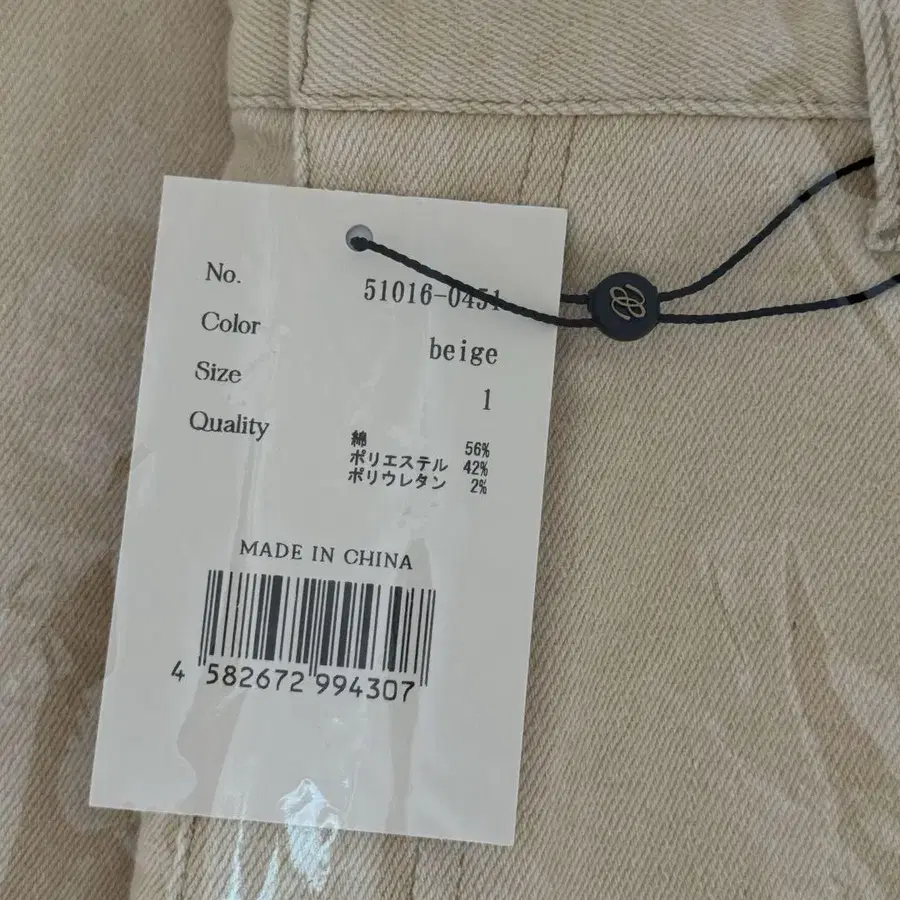 No. 51016-0451
Color beige
Size 1
Quality
綿 56%
ポリエステル 42%
ポリウレタン 2%
MADE IN CHINA
4 582672 994307